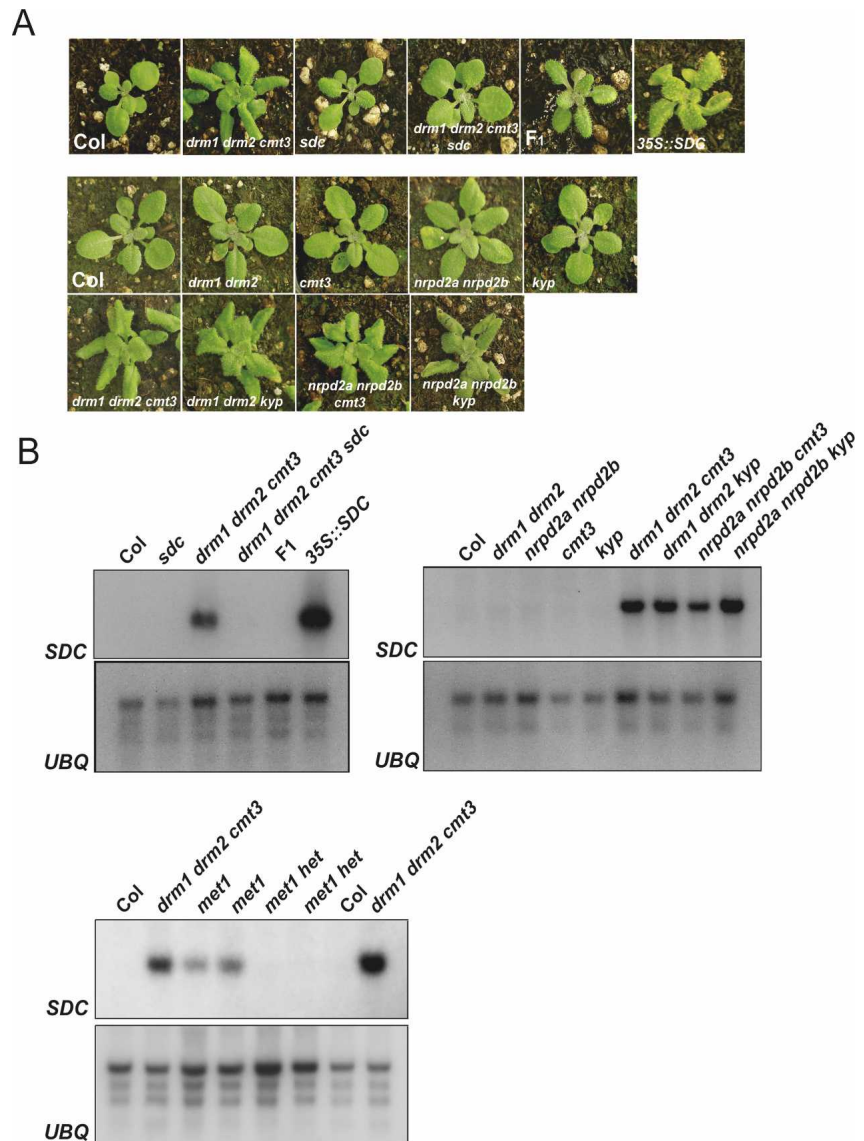 A
Col
drm1 drm2 cmt3
sdc
drm1 drm2 cmt3
sdc
F1
35S::SDC
Col
drm1 drm2
cmt3
nrpd2a nrpd2b
kyp
drm1 drm2 cmt3
drm1 drm2 kyp
nrpd2a nrpd2b
cmt3
nrpd2a nrpd2b
kyp
B
Col
sdc
drm1 drm2 cmt3
drm1 drm2 cmt3 sdc
F1
35S::SDC
SDC
UBQ
Col
drm1 drm2
nrpd2a nrpd2b
cmt3
kyp
drm1 drm2 cmt3
drm1 drm2 kyp
nrpd2a nrpd2b cmt3
nrpd2a nrpd2b kyp
SDC
UBQ
Col
drm1 drm2 cmt3
met1
met1
met1 het
met1 het
Col
drm1 drm2 cmt3
SDC
UBQ